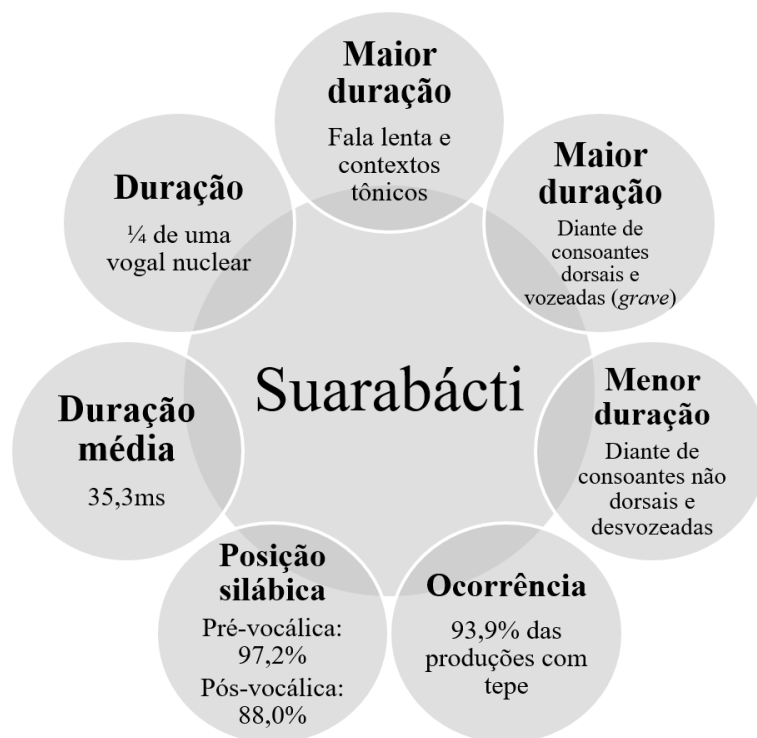 Maior
duração
Fala lenta e
contextos
tônicos
Maior
duração
Diante de
consoantes
dorsais e
vozeadas (grave)
Menor
duração
Diante de
consoantes não
dorsais e
desvozeadas
Ocorrência
93,9% das
produções com
tepe
Posição
silábica
Pré-vocálica:
97,2%
Pós-vocálica:
88,0%
Duração
média
35,3ms
Duração
¼ de uma
vogal nuclear
Suarabácti